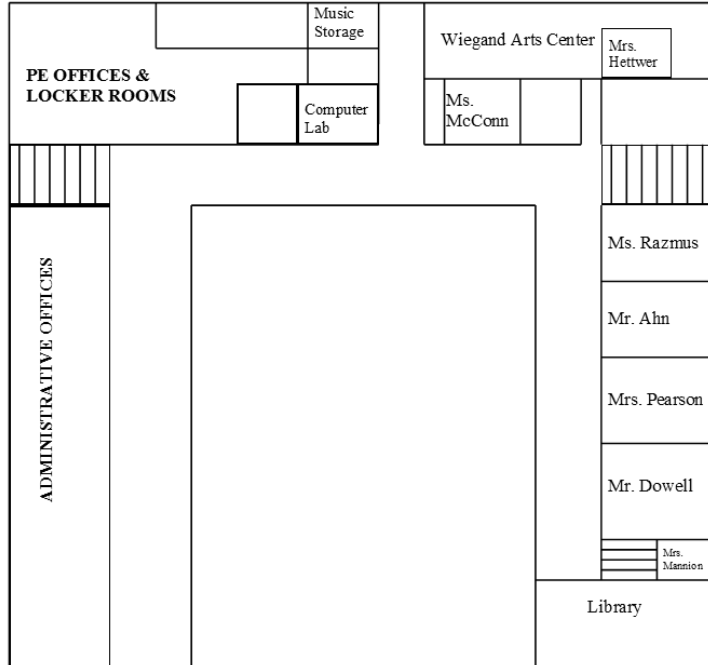 Music
Storage
Wiegand Arts Center
Mrs.
Hettwer
PE OFFICES &
LOCKER ROOMS
Computer
Lab
Ms.
McConn
Ms. Razmus
Mr. Ahn
ADMINISTRATIVE OFFICES
Mrs. Pearson
Mr. Dowell
Mrs.
Mannion
Library